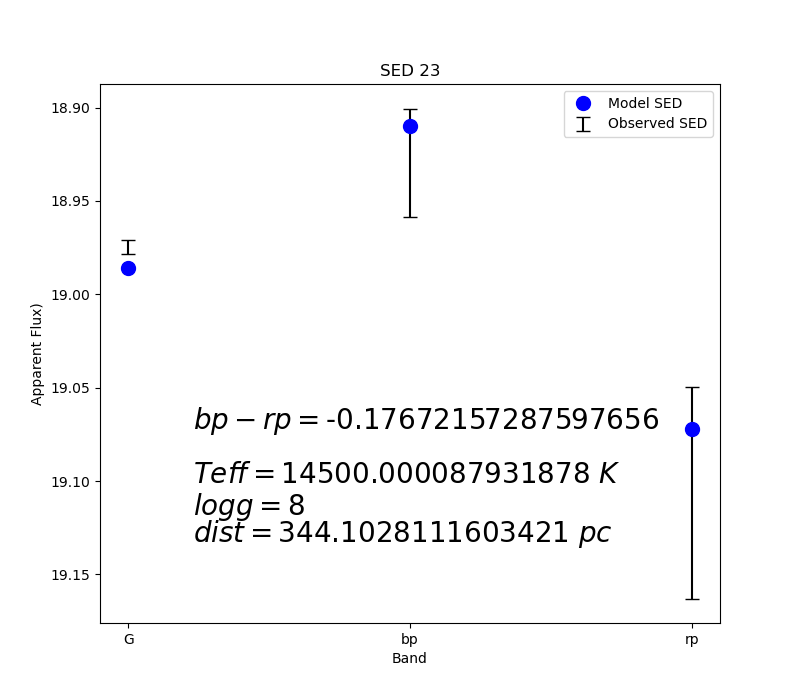 SED 23
Model SED
Observed SED
18.90
18.95
19.00
19.05
19.10
19.15
Apparent Flux)
bp − rp = -0.17672157287597656
Teff = 14500.000087931878 K
logg = 8
dist = 344.1028111603421 pc
G
bp
rp
Band